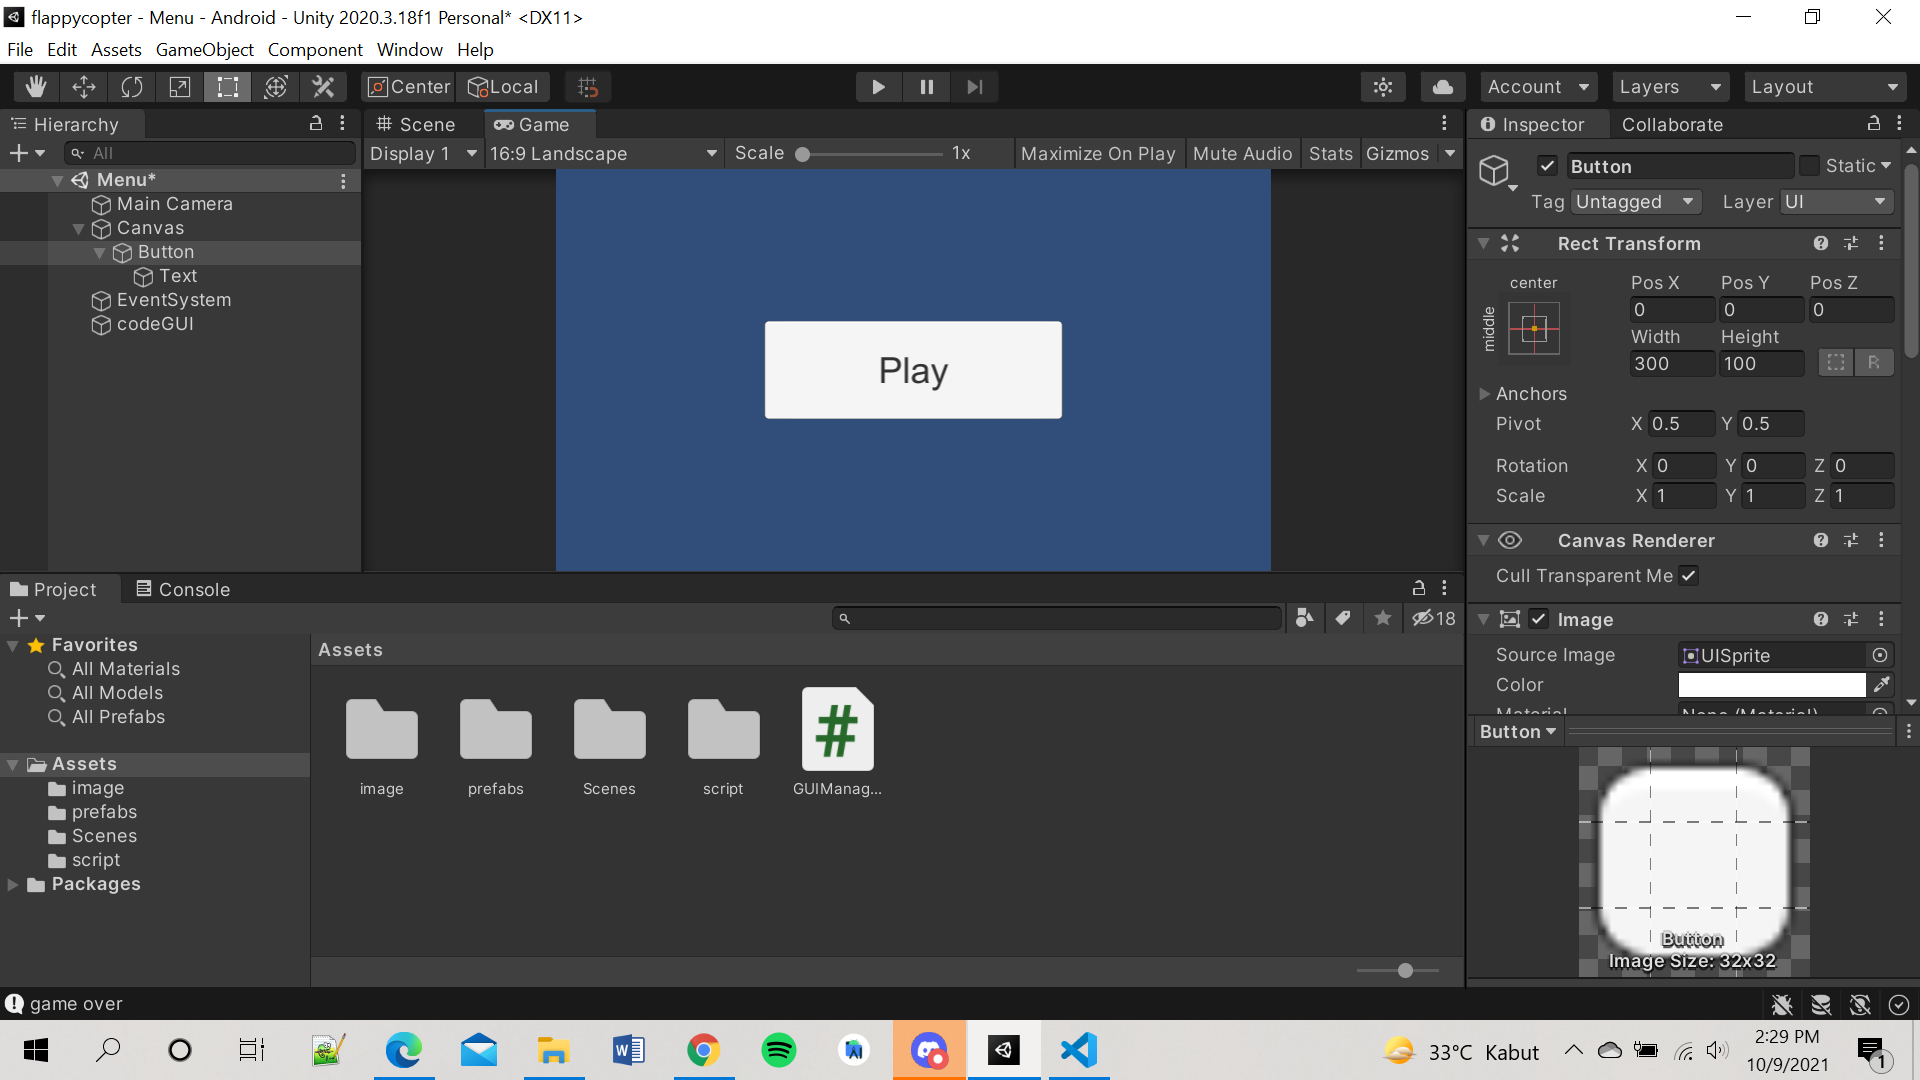 flappycopter - Menu - Android - Unity 2020.3.18f1 Personal* <DX11>
File Edit Assets GameObject Component Window Help
Center Local Account Layers Layout
Hierarchy
All
Menu*
Main Camera
Canvas
Button
Text
EventSystem
codeGUI
Scene Game
Display 1 16:9 Landscape Scale 1x Maximize On Play Mute Audio Stats Gizmos
Play
Inspector Collaborate
Button Static
Tag Untagged Layer UI
Rect Transform
center
middle
Pos X Pos Y Pos Z
0 0 0
Width Height
300 100 R
Anchors
Pivot X 0.5 Y 0.5
Rotation X 0 Y 0 Z 0
Scale X 1 Y 1 Z 1
Canvas Renderer
Cull Transparent Me
Image
Source Image UISprite
Color
Material None (Material)
Button
Button
Image Size: 32x32
Project Console
18
Favorites
All Materials
All Models
All Prefabs
Assets
image
prefabs
Scenes
script
Packages
Assets
image prefabs Scenes script GUIManag...
game over
33°C Kabut
2:29 PM
10/9/2021
1